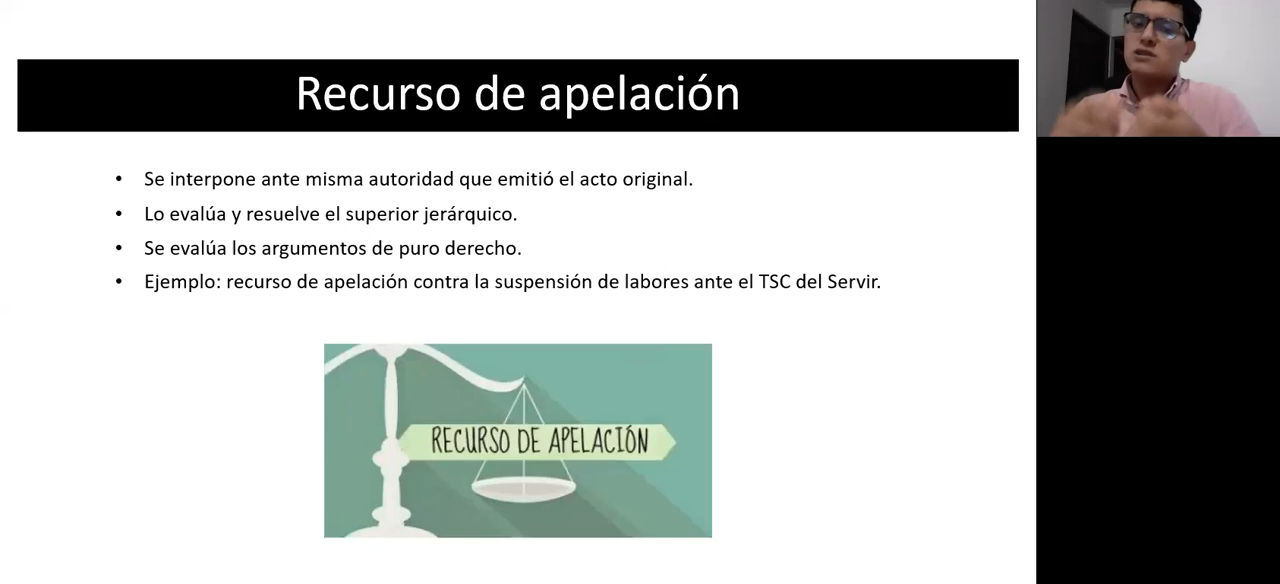 Recurso de apelación
• Se interpone ante misma autoridad que emitió el acto original.
• Lo evalúa y resuelve el superior jerárquico.
• Se evalúa los argumentos de puro derecho.
• Ejemplo: recurso de apelación contra la suspensión de labores ante el TSC del Servir.
RECURSO DE APELACIÓN